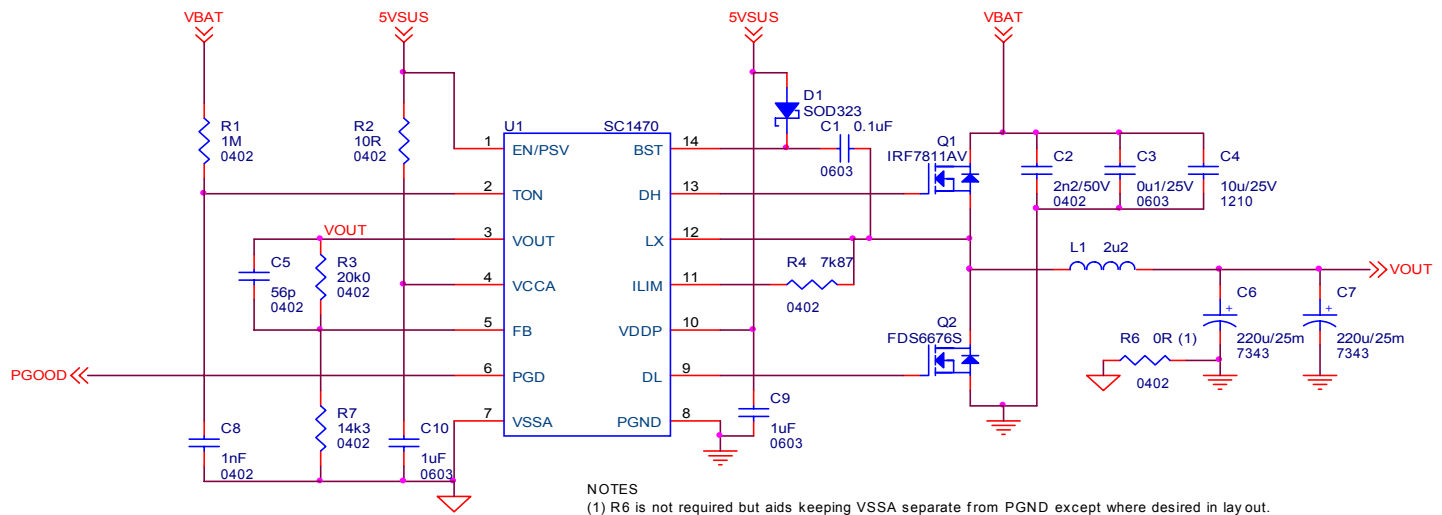 VBAT
5VSUS
5VSUS
VBAT
R1
1M
0402
R2
10R
0402
U1
SC1470
D1
SOD323
C1
0.1uF
0603
Q1
IRF7811AV
C2
2n2/50V
0402
C3
0u1/25V
0603
C4
10u/25V
1210
1
EN/PSV
BST
14
2
TON
DH
13
3
VOUT
LX
12
4
VCCA
ILIM
11
5
FB
VDDP
10
6
PGD
DL
9
7
VSSA
PGND
8
VOUT
C5
56p
0402
R3
20k0
0402
R4
7k87
0402
L1
2u2
VOUT
C6
220u/25m
7343
C7
220u/25m
7343
Q2
FDS6676S
R6
0R (1)
0402
PGOOD
R7
14k3
0402
C8
1nF
0402
C10
1uF
0603
C9
1uF
0603
NOTES
(1) R6 is not required but aids keeping VSSA separate from PGND except where desired in layout.